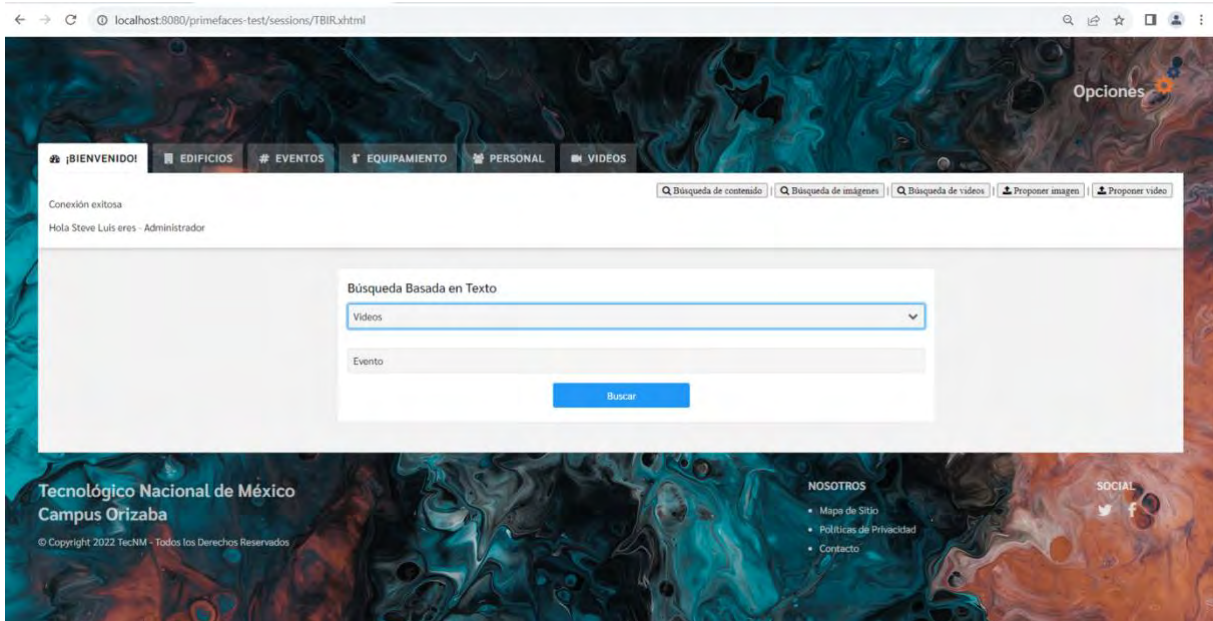 localhost:8080/primefaces-test/sessions/TBIR.xhtml
Opciones
¡BIENVENIDO! EDIFICIOS # EVENTOS EQUIPAMIENTO PERSONAL VIDEOS
Búsqueda de contenido | Búsqueda de imágenes | Búsqueda de videos | Proponer imagen | Proponer video
Conexión exitosa
Hola Steve Luis eres - Administrador
Búsqueda Basada en Texto
Videos
Evento
Buscar
Tecnológico Nacional de México
Campus Orizaba
© Copyright 2022 TecNM - Todos los Derechos Reservados
NOSOTROS
• Mapa de Sitio
• Políticas de Privacidad
• Contacto
SOCIAL